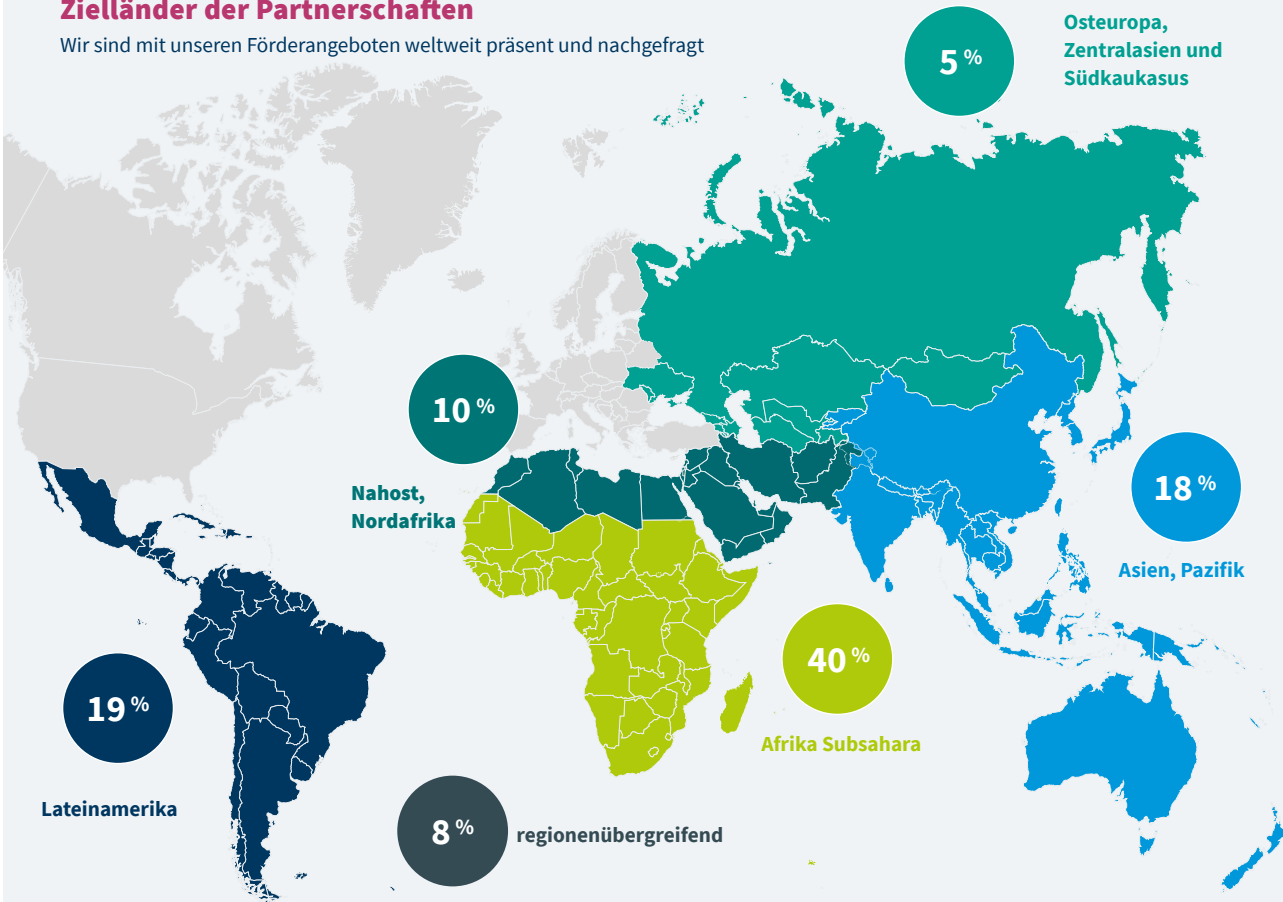 Zielländer der Partnerschaften
Wir sind mit unseren Förderangeboten weltweit präsent und nachgefragt
5 %
Osteuropa,
Zentralasien und
Südkaukasus
10 %
Nahost,
Nordafrika
18 %
Asien, Pazifik
40 %
Afrika Subsahara
19 %
Lateinamerika
8 %
regionenübergreifend